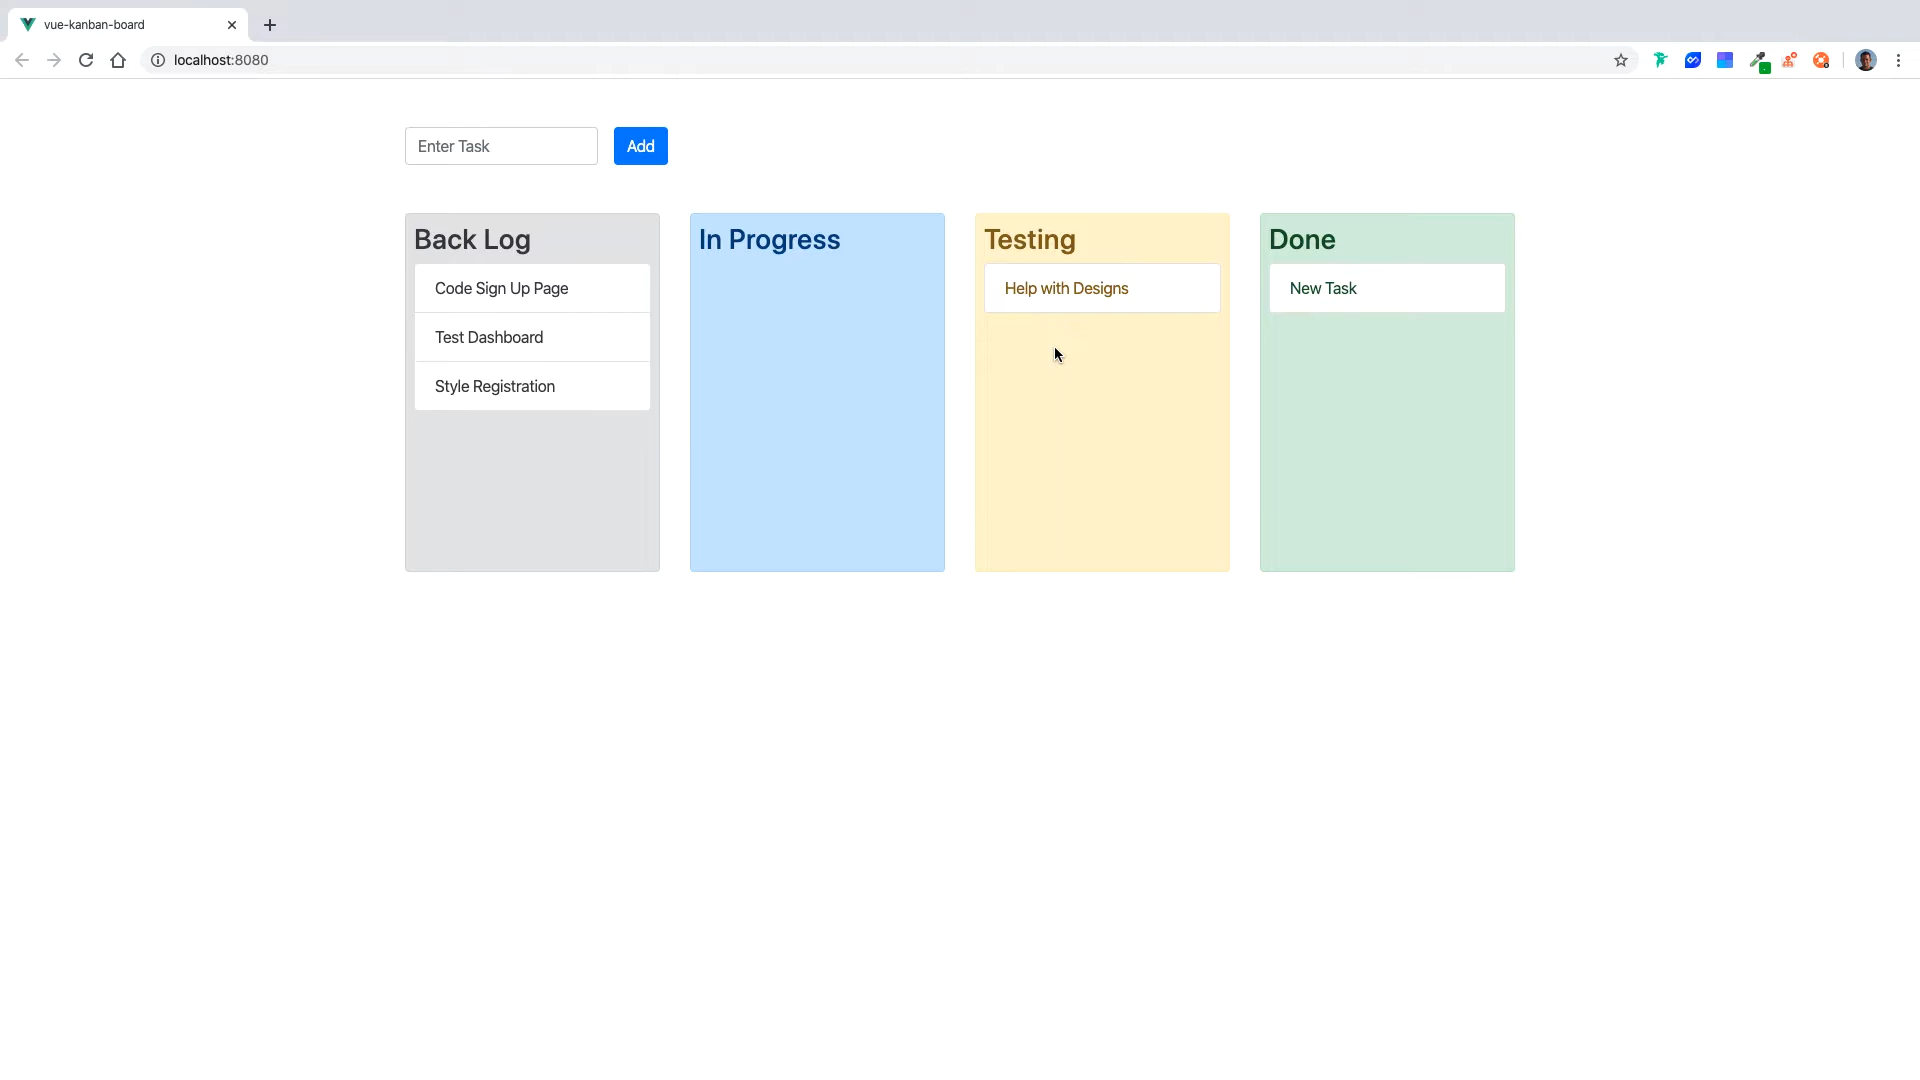 vue-kanban-board
localhost:8080
Enter Task
Add
Back Log
Code Sign Up Page
Test Dashboard
Style Registration
In Progress
Testing
Help with Designs
Done
New Task